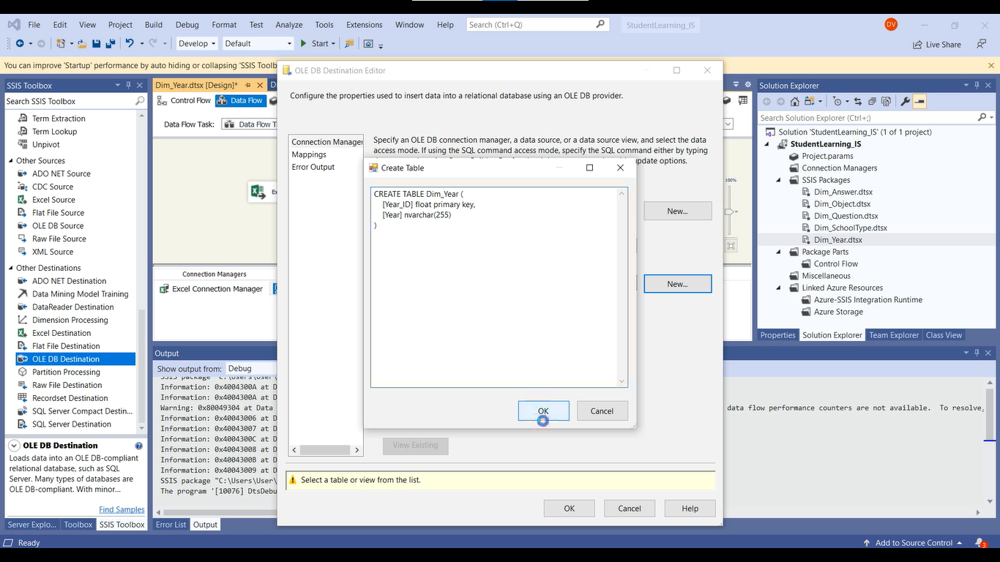 File Edit View Project Build Debug Format Test Analyze Tools Extensions Window Help Search (Ctrl+Q) StudentLearning_IS DV
Develop Default Start Live Share
You can improve 'Startup' performance by auto hiding or collapsing 'SSIS Toolb
SSIS Toolbox
Search SSIS Toolbox
Term Extraction
Term Lookup
Unpivot
Other Sources
ADO NET Source
CDC Source
Excel Source
Flat File Source
OLE DB Source
Raw File Source
XML Source
Other Destinations
ADO NET Destination
Data Mining Model Training
DataReader Destination
Dimension Processing
Excel Destination
Flat File Destination
OLE DB Destination
Partition Processing
Raw File Destination
Recordset Destination
SQL Server Compact Destin...
SQL Server Destination
OLE DB Destination
Loads data into an OLE DB-compliant
relational database, such as SQL
Server. Many types of databases are
OLE DB-compliant. With minor...
Find Samples
Server Explo... Toolbox SSIS Toolbox
Dim_Year.dtsx [Design]* D
Control Flow Data Flow
Data Flow Task: Data Flow T
Ex
100%
Connection Managers
Excel Connection Manager
Output
Show output from: Debug
SSIS package "C:\Users\User\
Information: 0x4004300A at D
Information: 0x4004300A at D
Warning: 0x80049304 at Data
data flow performance counters are not available. To resolve,
Information: 0x40043006 at D
Information: 0x40043007 at D
Information: 0x4004300C at D
Information: 0x40043008 at D
Information: 0x4004300B at D
Information: 0x40043009 at D
SSIS package "C:\Users\User\
The program '[10076] DtsDebu
Error List Output
OLE DB Destination Editor
Configure the properties used to insert data into a relational database using an OLE DB provider.
Connection Manager
Mappings
Error Output
Specify an OLE DB connection manager, a data source, or a data source view, and select the data
access mode. If using the SQL command access mode, specify the SQL command either by typing
update options.
New...
New...
View Existing
Select a table or view from the list.
OK Cancel Help
Create Table
CREATE TABLE Dim_Year (
[Year_ID] float primary key,
[Year] nvarchar(255)
)
OK Cancel
Solution Explorer
Search Solution Explorer (Ctrl+;)
Solution 'StudentLearning_IS' (1 of 1 project)
StudentLearning_IS
Project.params
Connection Managers
SSIS Packages
Dim_Answer.dtsx
Dim_Object.dtsx
Dim_Question.dtsx
Dim_SchoolType.dtsx
Dim_Year.dtsx
Package Parts
Control Flow
Miscellaneous
Linked Azure Resources
Azure-SSIS Integration Runtime
Azure Storage
Properties Solution Explorer Team Explorer Class View
Ready Add to Source Control 3